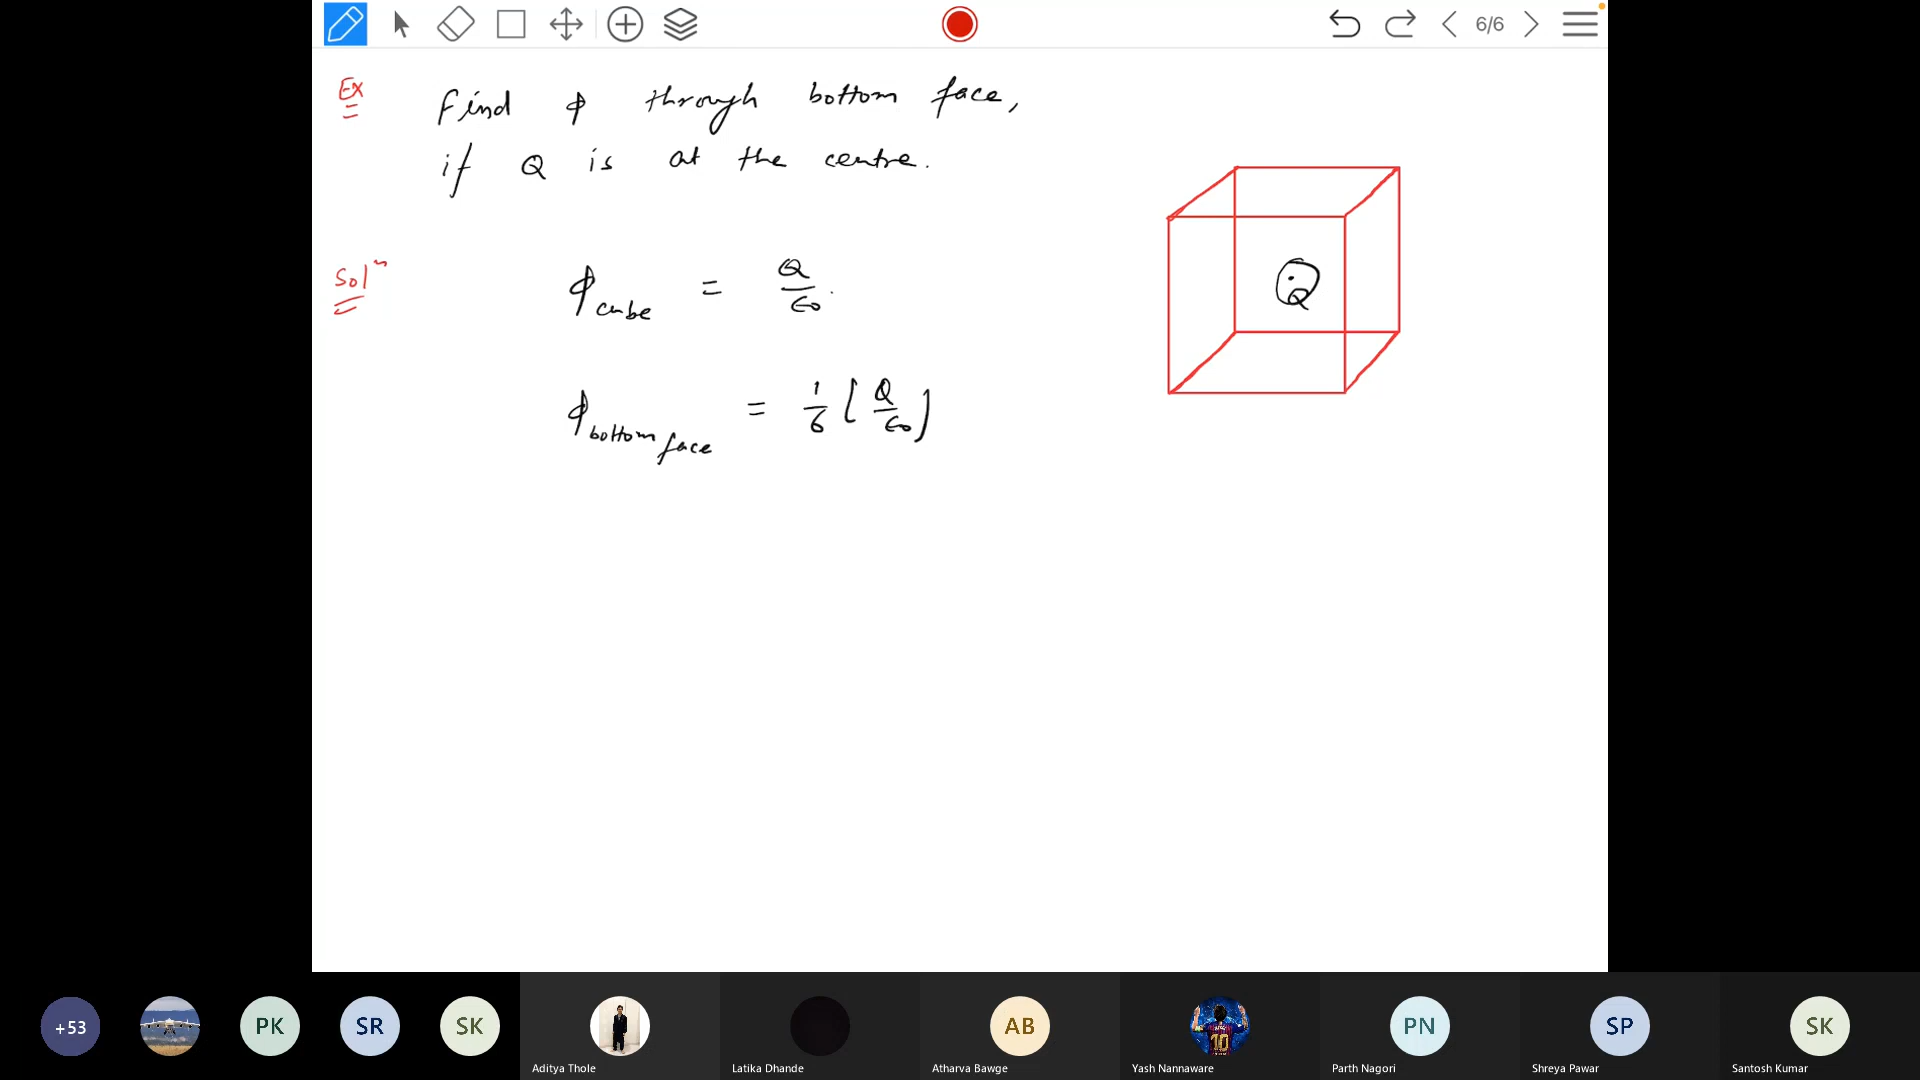 6/6
Ex
Find ϕ through bottom face,
if Q is at the centre.
Solⁿ
ϕcube = Q/ε₀.
Q
ϕbottom face = 1/6 (Q/ε₀)
+53
PK
SR
SK
AB
10
PN
SP
SK
Aditya Thole
Latika Dhande
Atharva Bawge
Yash Nannaware
Parth Nagori
Shreya Pawar
Santosh Kumar